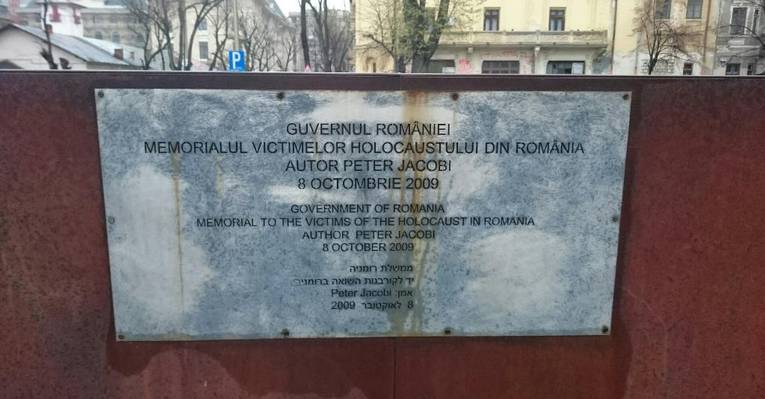 P
GUVERNUL ROMÂNIEI
MEMORIALUL VICTIMELOR HOLOCAUSTULUI DIN ROMÂNIA
AUTOR PETER JACOBI
8 OCTOMBRIE 2009
GOVERNMENT OF ROMANIA
MEMORIAL TO THE VICTIMS OF THE HOLOCAUST IN ROMANIA
AUTHOR PETER JACOBI
8 OCTOBER 2009
ממשלת רומניה
יד לקורבנות השואה ברומניה
אמן: Peter Jacobi
8 לאוקטובר 2009